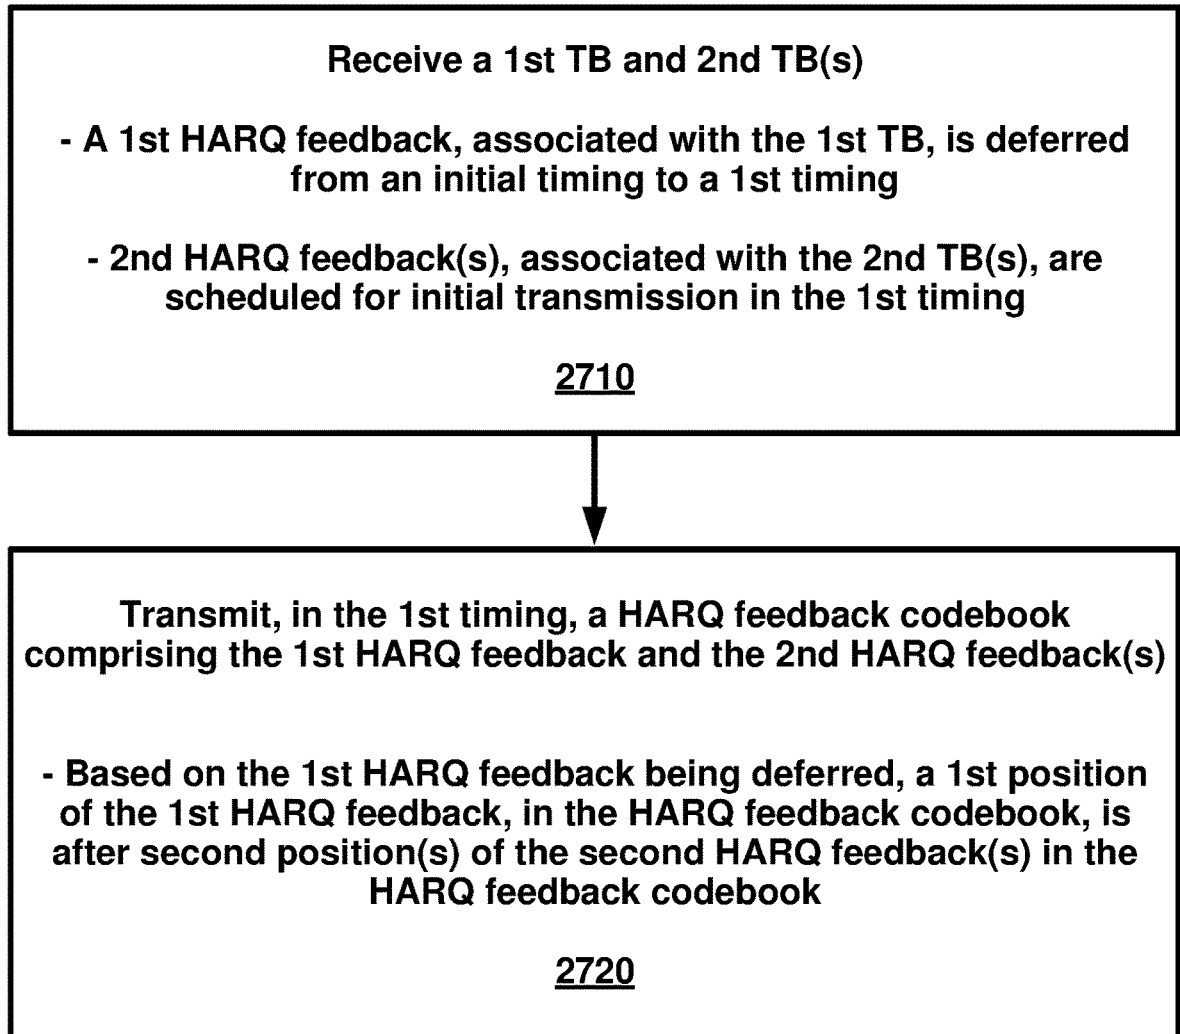 Receive a 1st TB and 2nd TB(s)
- A 1st HARQ feedback, associated with the 1st TB, is deferred
from an initial timing to a 1st timing
- 2nd HARQ feedback(s), associated with the 2nd TB(s), are
scheduled for initial transmission in the 1st timing
2710
Transmit, in the 1st timing, a HARQ feedback codebook
comprising the 1st HARQ feedback and the 2nd HARQ feedback(s)
- Based on the 1st HARQ feedback being deferred, a 1st position
of the 1st HARQ feedback, in the HARQ feedback codebook, is
after second position(s) of the second HARQ feedback(s) in the
HARQ feedback codebook
2720